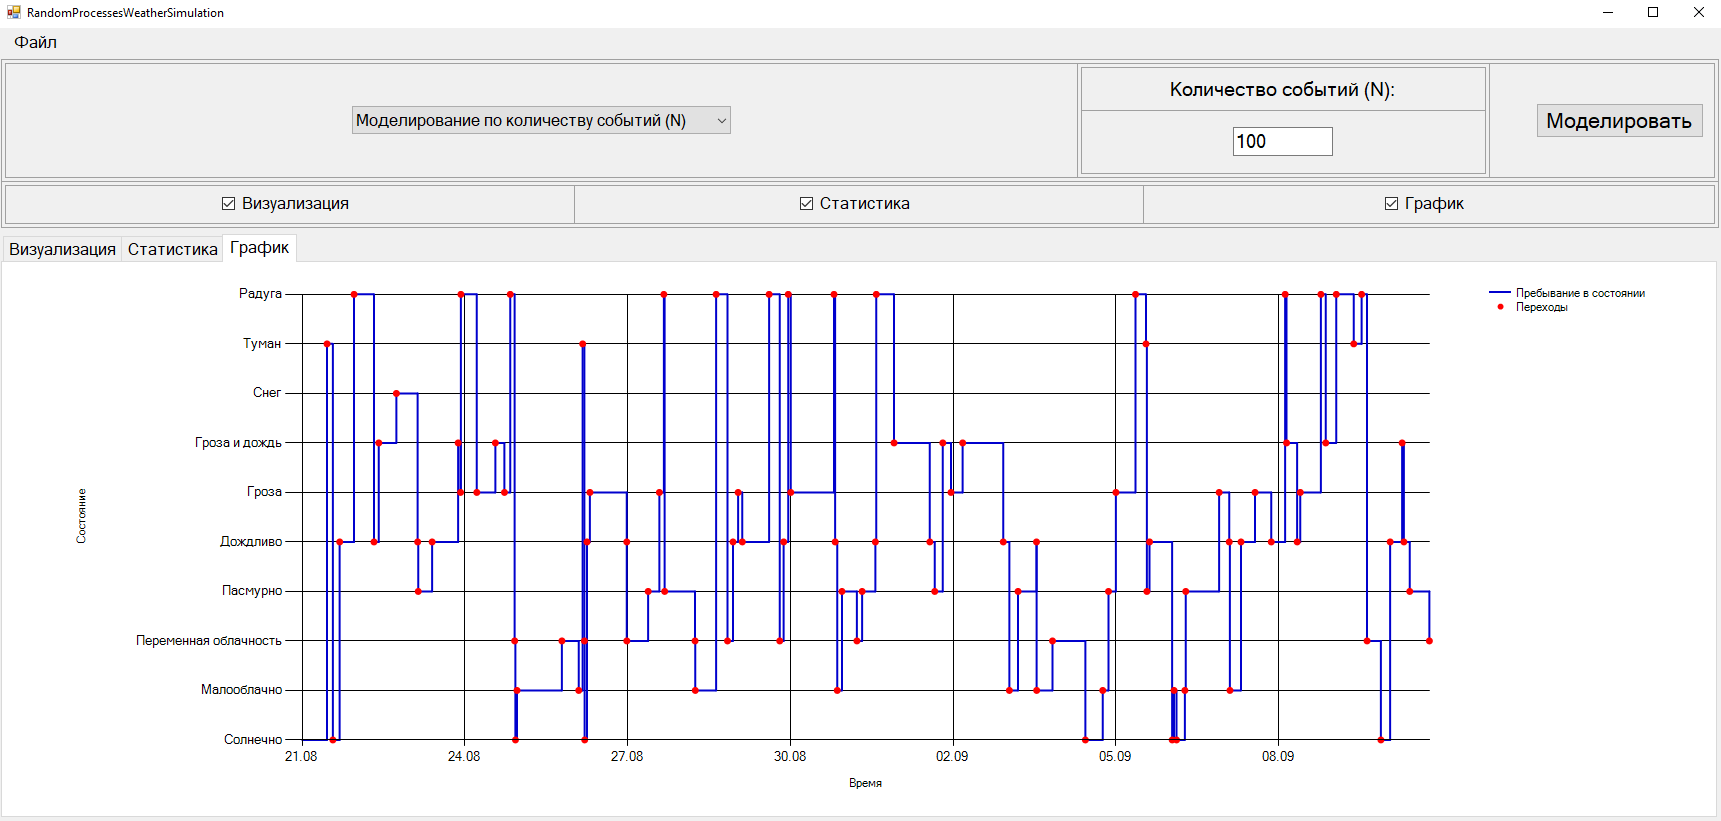 RandomProcessesWeatherSimulation
Файл
Моделирование по количеству событий (N)
Количество событий (N):
100
Моделировать
Визуализация
Статистика
График
Визуализация
Статистика
График
Радуга
Туман
Снег
Гроза и дождь
Гроза
Дождливо
Пасмурно
Переменная облачность
Малооблачно
Солнечно
Состояние
21.08
24.08
27.08
30.08
02.09
05.09
08.09
Время
Пребывание в состоянии
Переходы